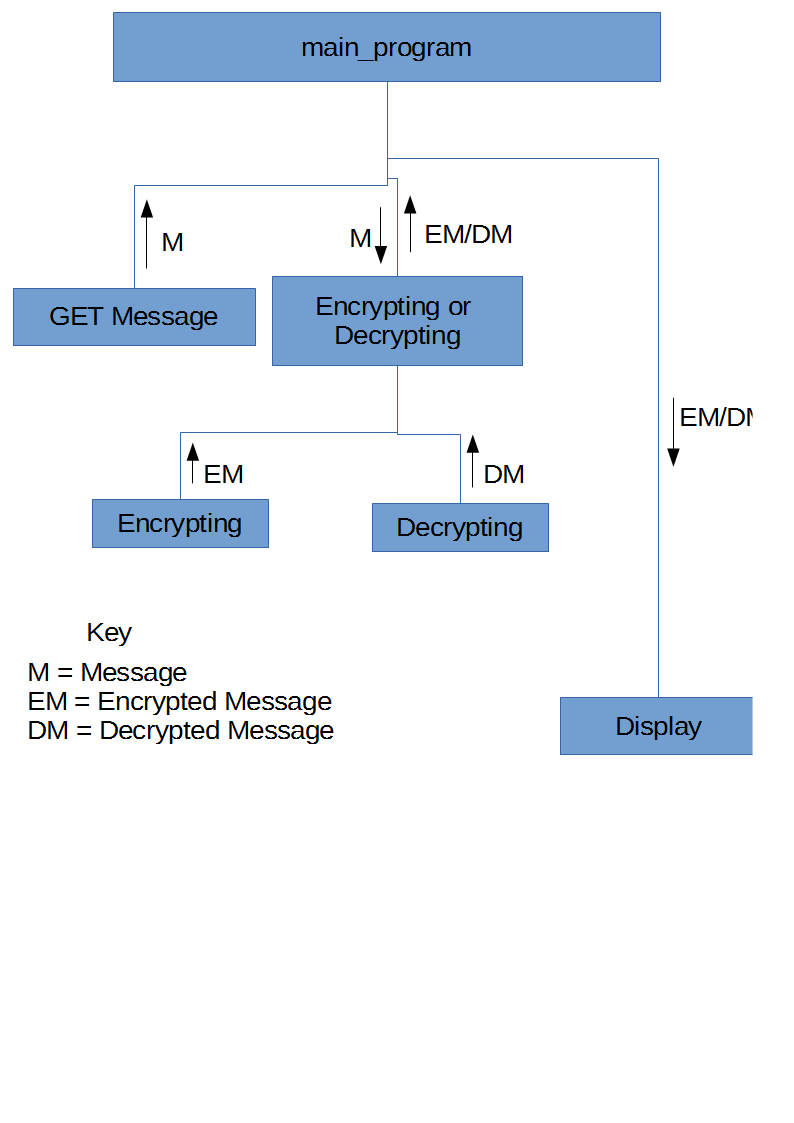 main_program
M
M
EM/DM
GET Message
Encrypting or
Decrypting
EM/DM
EM
DM
Encrypting
Decrypting
Key
M = Message
EM = Encrypted Message
DM = Decrypted Message
Display